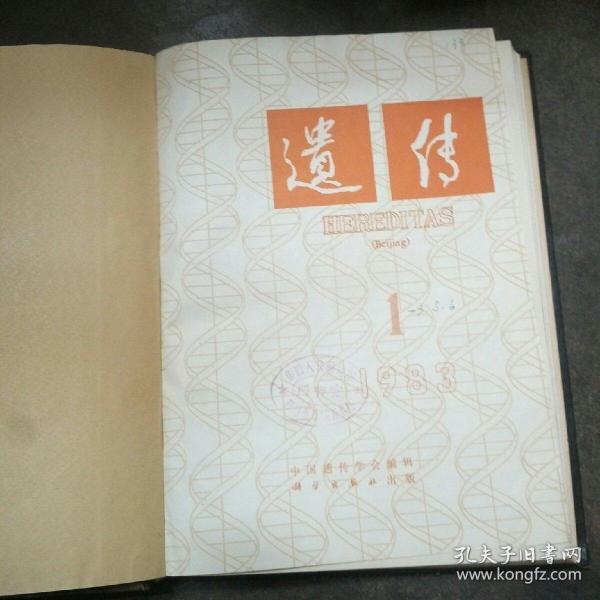 遺传
HEREDITAS
(Beijing)
1
1983
中国遗传学会编辑
科学出版社出版
孔夫子旧书网
www.kongfz.com